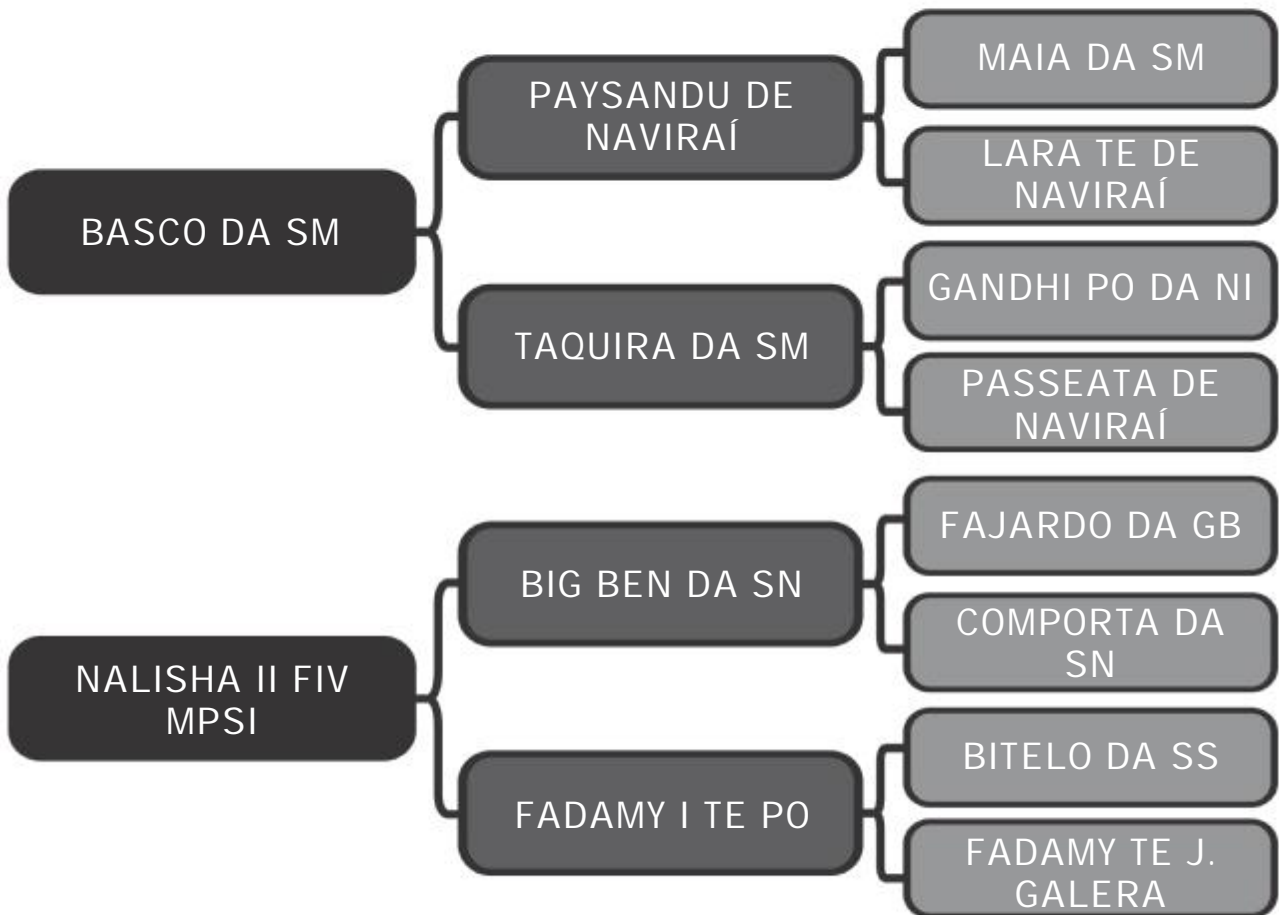 MAIA DA SM
PAYSANDU DE
NAVIRAÍ
LARA TE DE
NAVIRAÍ
BASCO DA SM
GANDHI PO DA NI
TAQUIRA DA SM
PASSEATA DE
NAVIRAÍ
FAJARDO DA GB
BIG BEN DA SN
COMPORTA DA
SN
NALISHA II FIV
MPSI
BITELO DA SS
FADAMY I TE PO
FADAMY TE J.
GALERA